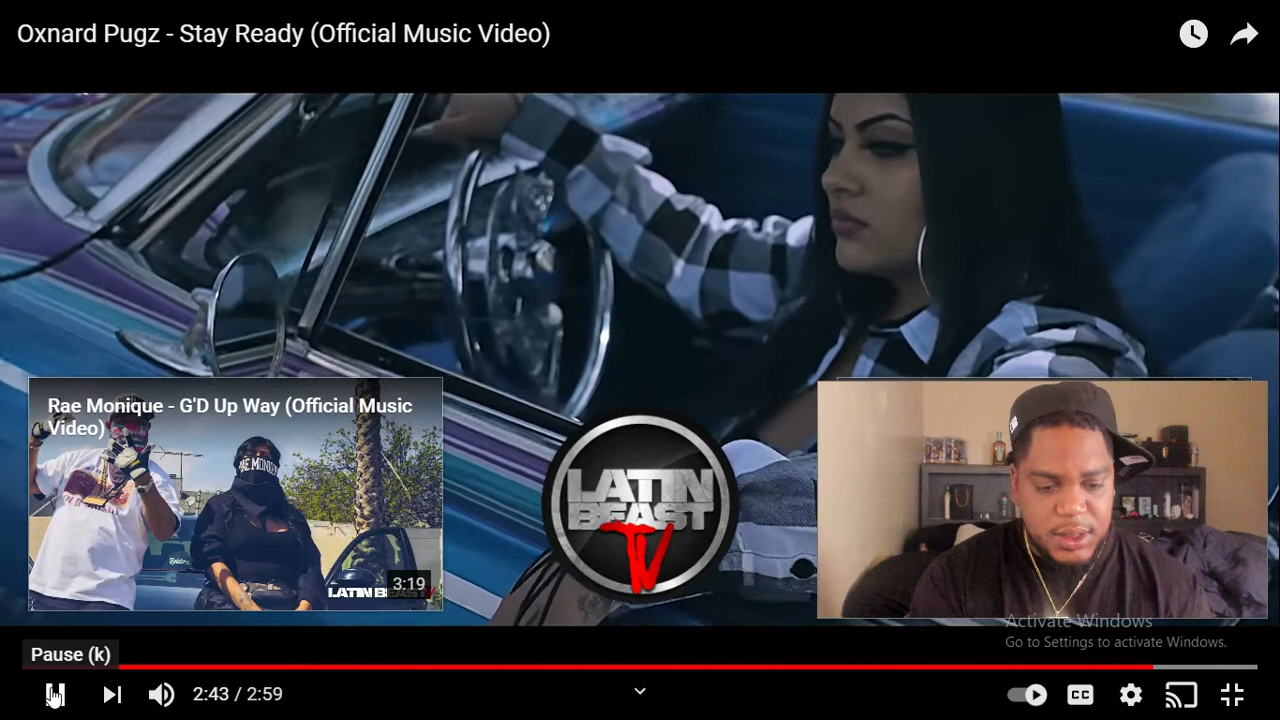 Oxnard Pugz - Stay Ready (Official Music Video)
Rae Monique - G'D Up Way (Official Music
Video)
RAE MONIQUE
LATIN
BEAST
TV
3:19
LATIN BEAST
Activate Windows
Go to Settings to activate Windows.
Pause (k)
2:43 / 2:59
CC